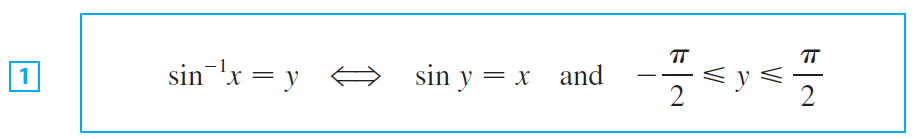 1 sin⁻¹x = y ⟺ sin y = x and −π/2 ⩽ y ⩽ π/2